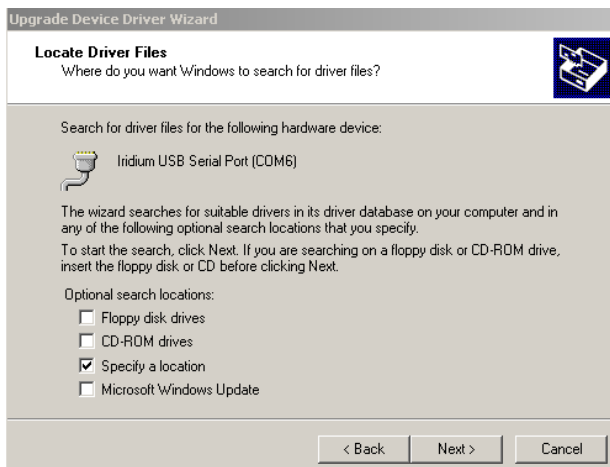 Upgrade Device Driver Wizard
Locate Driver Files
Where do you want Windows to search for driver files?
Search for driver files for the following hardware device:
Iridium USB Serial Port (COM6)
The wizard searches for suitable drivers in its driver database on your computer and in
any of the following optional search locations that you specify.
To start the search, click Next. If you are searching on a floppy disk or CD-ROM drive,
insert the floppy disk or CD before clicking Next.
Optional search locations:
Floppy disk drives
CD-ROM drives
Specify a location
Microsoft Windows Update
< Back Next > Cancel